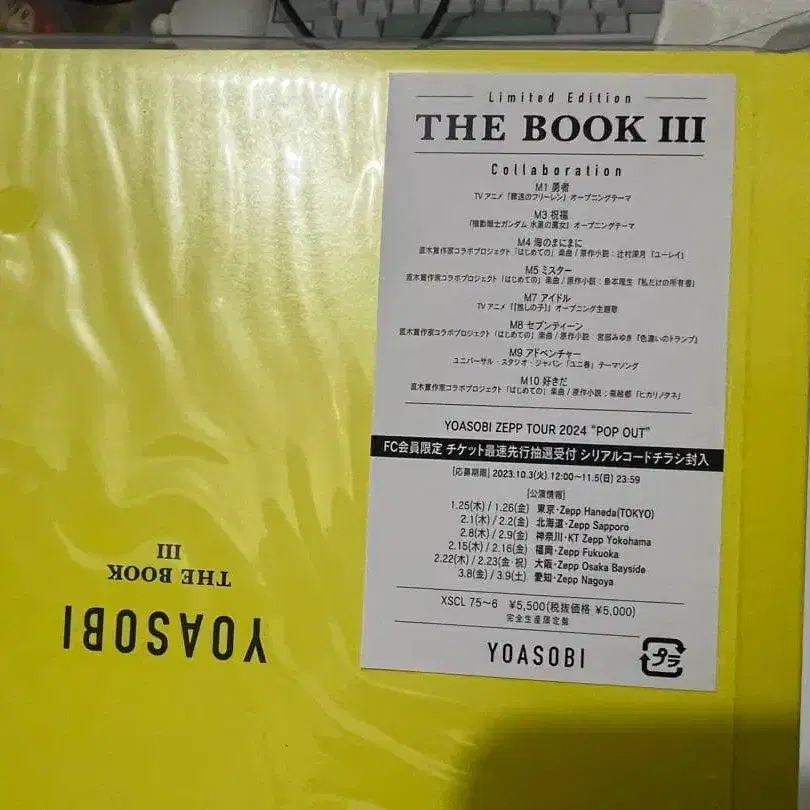 Limited Edition
THE BOOK III
Collaboration
M1 勇者
TV アニメ「葬送のフリーレン」オープニングテーマ
M3 祝福
『機動戦士ガンダム 水星の魔女』オープニングテーマ
M4 海のまにまに
直木賞作家コラボプロジェクト「はじめての」楽曲 / 原作小説：辻村深月『ユーレイ』
M5 ミスター
直木賞作家コラボプロジェクト「はじめての」楽曲 / 原作小説：島本理生『私だけの所有者』
M7 アイドル
TV アニメ【推しの子】オープニング主題歌
M8 セブンティーン
直木賞作家コラボプロジェクト「はじめての」楽曲 / 原作小説：宮部みゆき『色違いのトランプ』
M9 アドベンチャー
ユニバーサル・スタジオ・ジャパン「ユニ春」テーマソング
M10 好きだ
直木賞作家コラボプロジェクト「はじめての」楽曲 / 原作小説：森絵都『ヒカリノタネ』
YOASOBI ZEPP TOUR 2024 “POP OUT”
FC会員限定 チケット最速先行抽選受付 シリアルコードチラシ封入
[応募期間] 2023.10.3(火) 12:00〜11.5(日) 23:59
[公演情報]
1.25(木) / 1.26(金) 東京・Zepp Haneda(TOKYO)
2.1(木) / 2.2(金) 北海道・Zepp Sapporo
2.8(木) / 2.9(金) 神奈川・KT Zepp Yokohama
2.15(木) / 2.16(金) 福岡・Zepp Fukuoka
2.22(木) / 2.23(金・祝) 大阪・Zepp Osaka Bayside
3.8(金) / 3.9(土) 愛知・Zepp Nagoya
XSCL 75〜6 ¥5,500(税抜価格 ¥5,000)
完全生産限定盤
YOASOBI
プラ
YOASOBI
THE BOOK
III